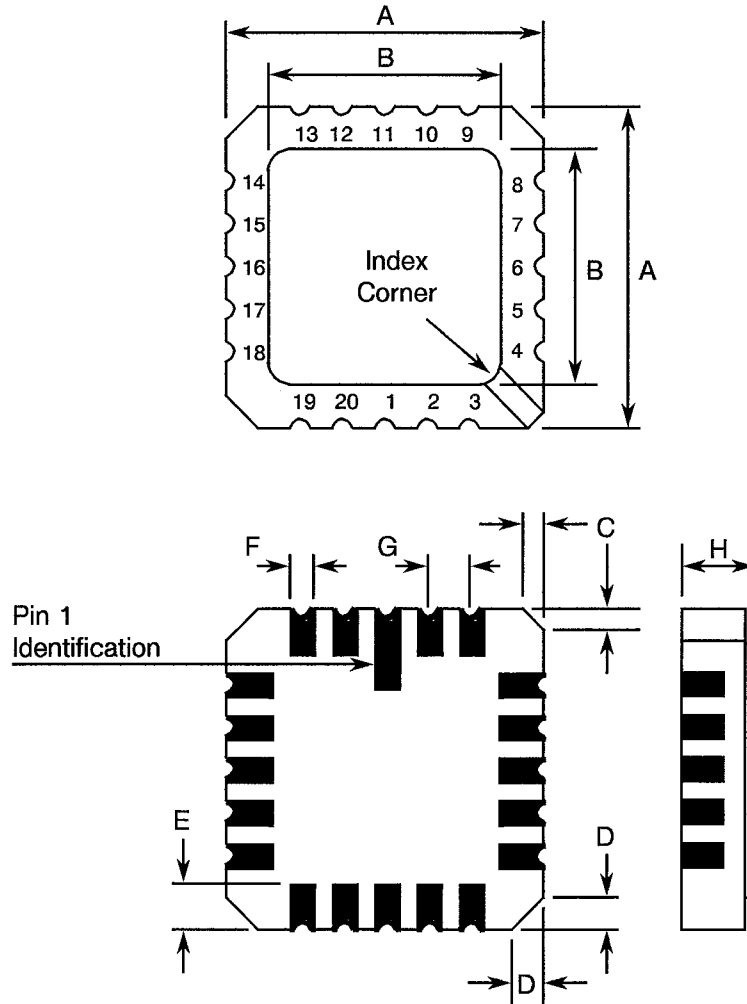 A
B
13 12 11 10 9
14 8
15 7
16 6
17 5
18 4
Index
Corner
B A
19 20 1 2 3
C
F G H
Pin 1
Identification
E D
D